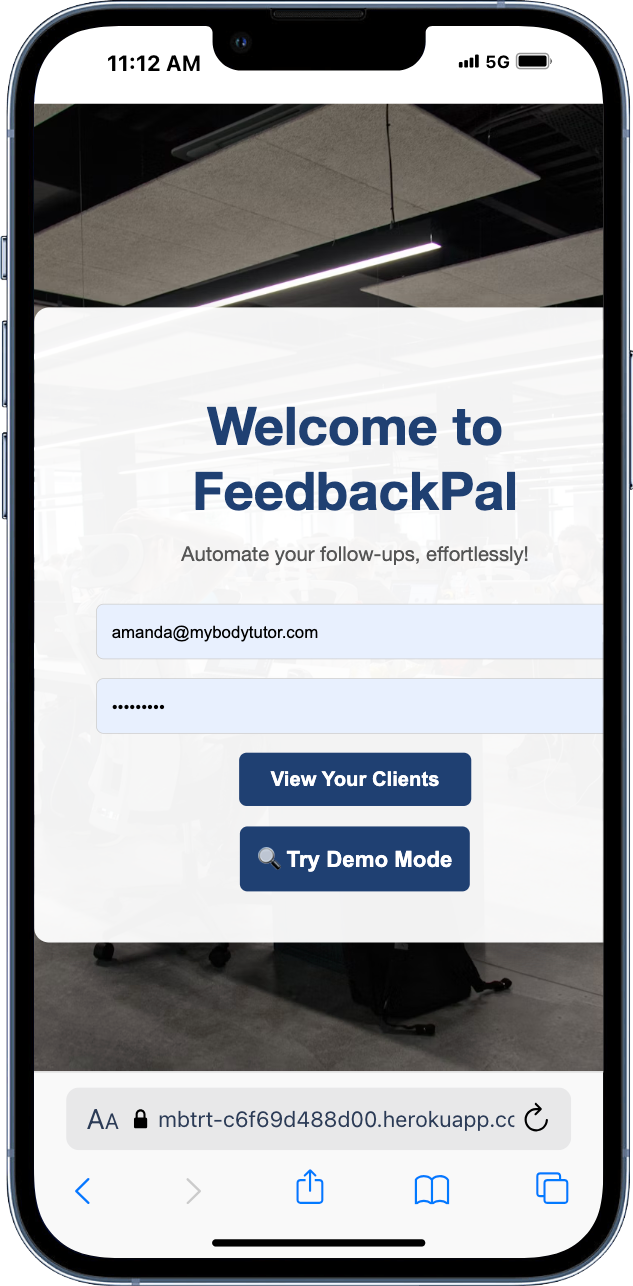 11:12 AM 5G
Welcome to
FeedbackPal
Automate your follow-ups, effortlessly!
amanda@mybodytutor.com
•••••••••
View Your Clients
🔍 Try Demo Mode
AA mbtrt-c6f69d488d00.herokuapp.cc